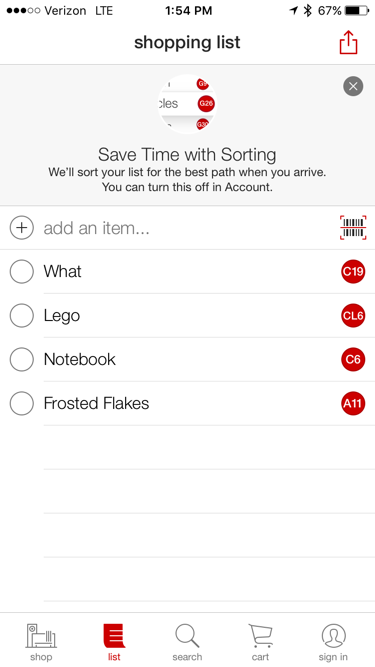 Verizon LTE 1:54 PM 67%
shopping list
cles G26
Save Time with Sorting
We'll sort your list for the best path when you arrive.
You can turn this off in Account.
add an item...
What C19
Lego CL6
Notebook C6
Frosted Flakes A11
shop list search cart sign in